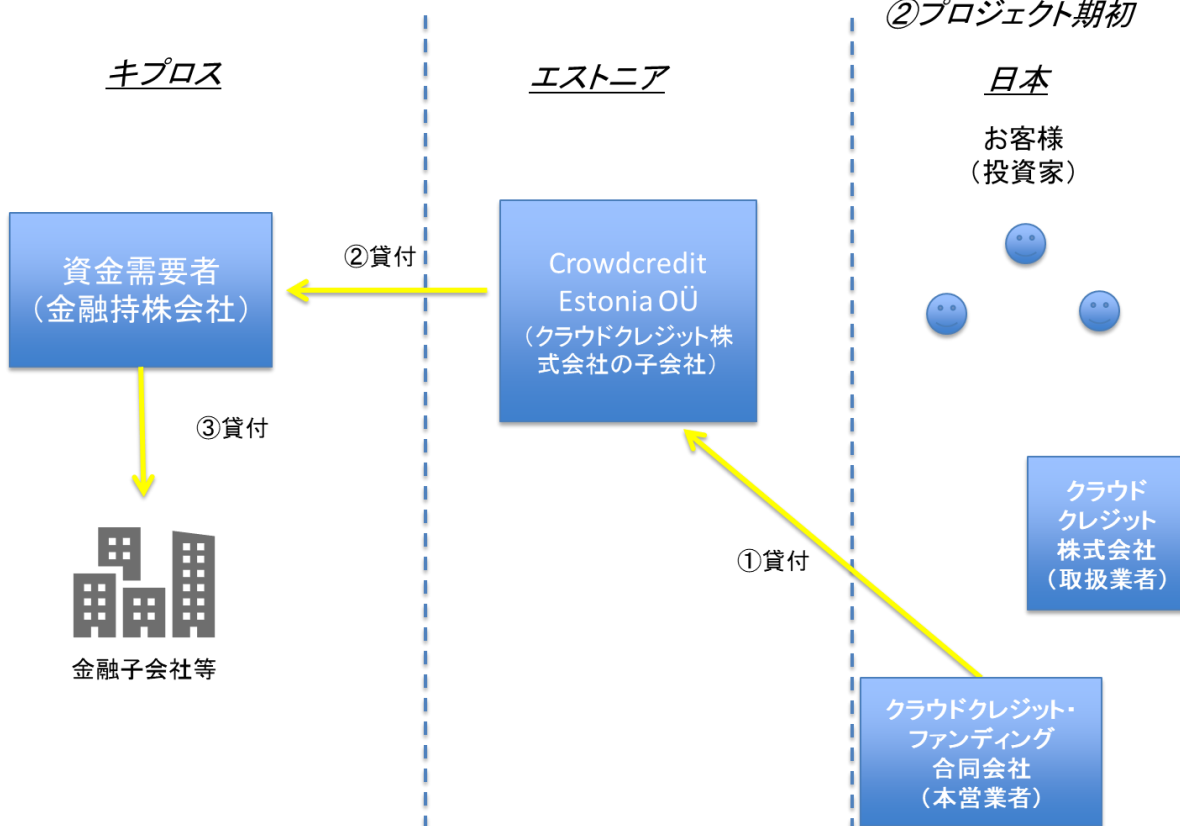 ②プロジェクト期初
キプロス
エストニア
日本
お客様
（投資家）
資金需要者
（金融持株会社）
②貸付
Crowdcredit
Estonia OÜ
（クラウドクレジット株
式会社の子会社）
③貸付
①貸付
クラウド
クレジット
株式会社
（取扱業者）
金融子会社等
クラウドクレジット・
ファンディング
合同会社
（本営業者）